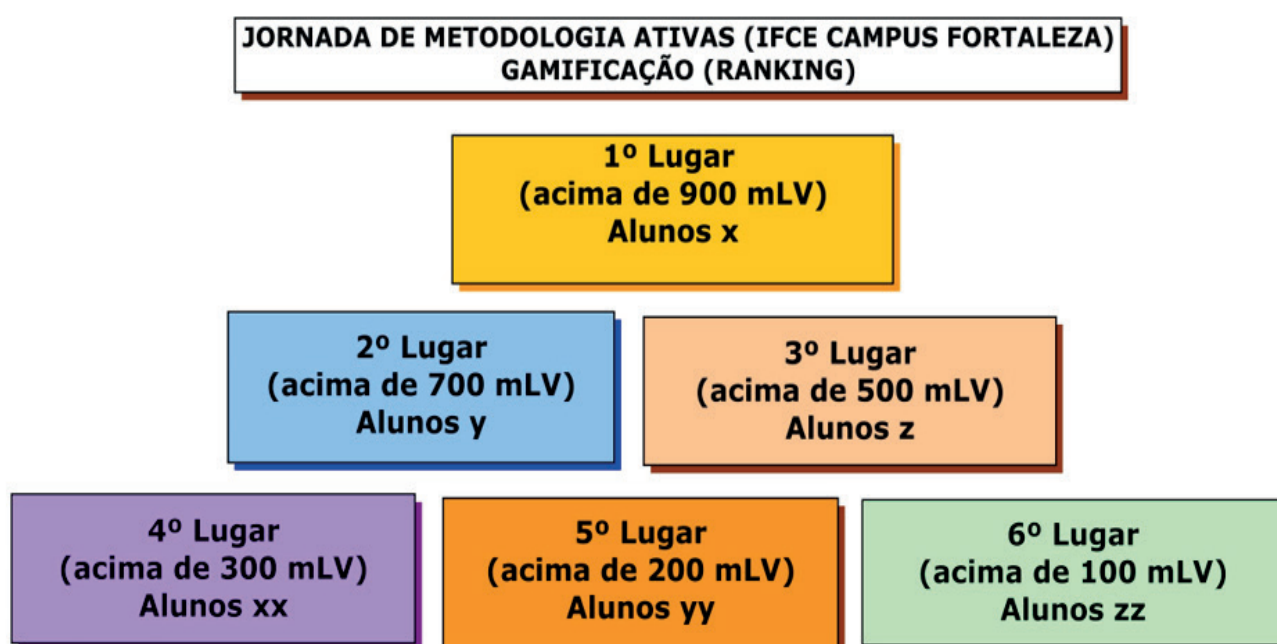 JORNADA DE METODOLOGIA ATIVAS (IFCE CAMPUS FORTALEZA)
GAMIFICAÇÃO (RANKING)
1º Lugar
(acima de 900 mLV)
Alunos x
2º Lugar
(acima de 700 mLV)
Alunos y
3º Lugar
(acima de 500 mLV)
Alunos z
4º Lugar
(acima de 300 mLV)
Alunos xx
5º Lugar
(acima de 200 mLV)
Alunos yy
6º Lugar
(acima de 100 mLV)
Alunos zz